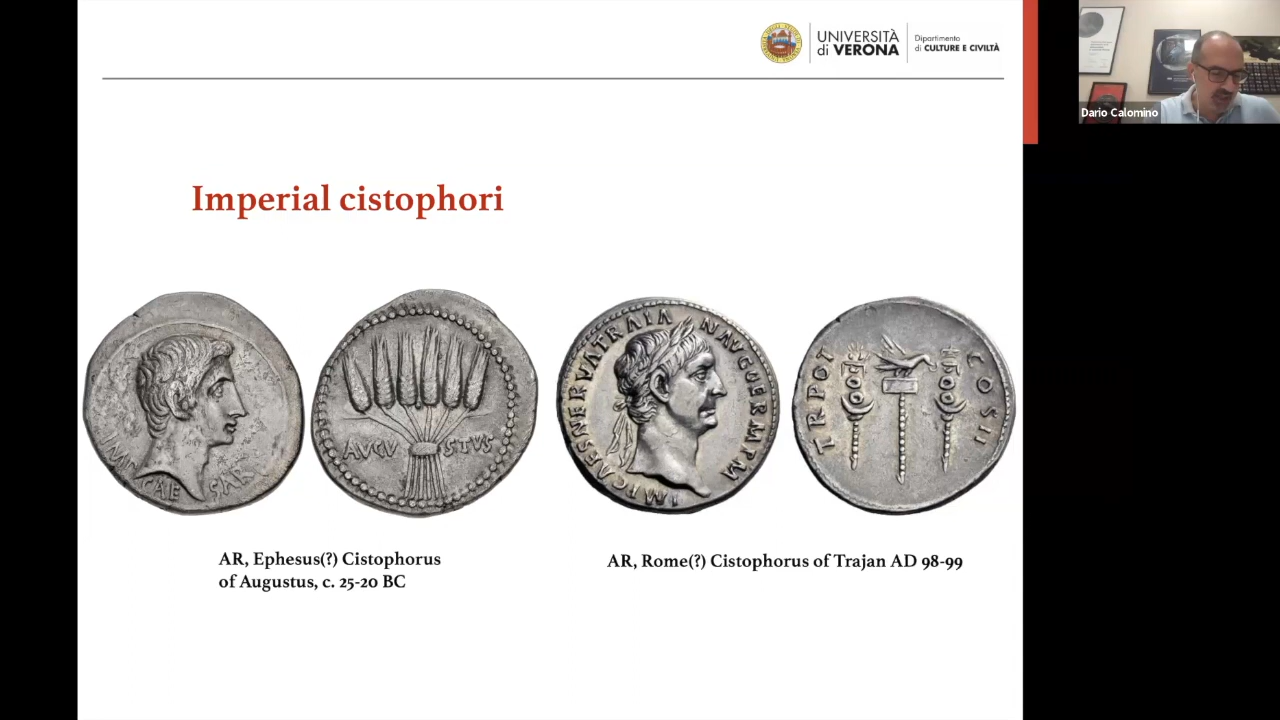 UNIVERSITÀ
di VERONA
Dipartimento
di CULTURE E CIVILTÀ
Dario Calomino
Imperial cistophori
IMP
CAE SAR
AVGV STVS
IMP CAES NERVA TRAIAN AVG GERM P M
TR POT COS II
AR, Ephesus(?) Cistophorus
of Augustus, c. 25-20 BC
AR, Rome(?) Cistophorus of Trajan AD 98-99